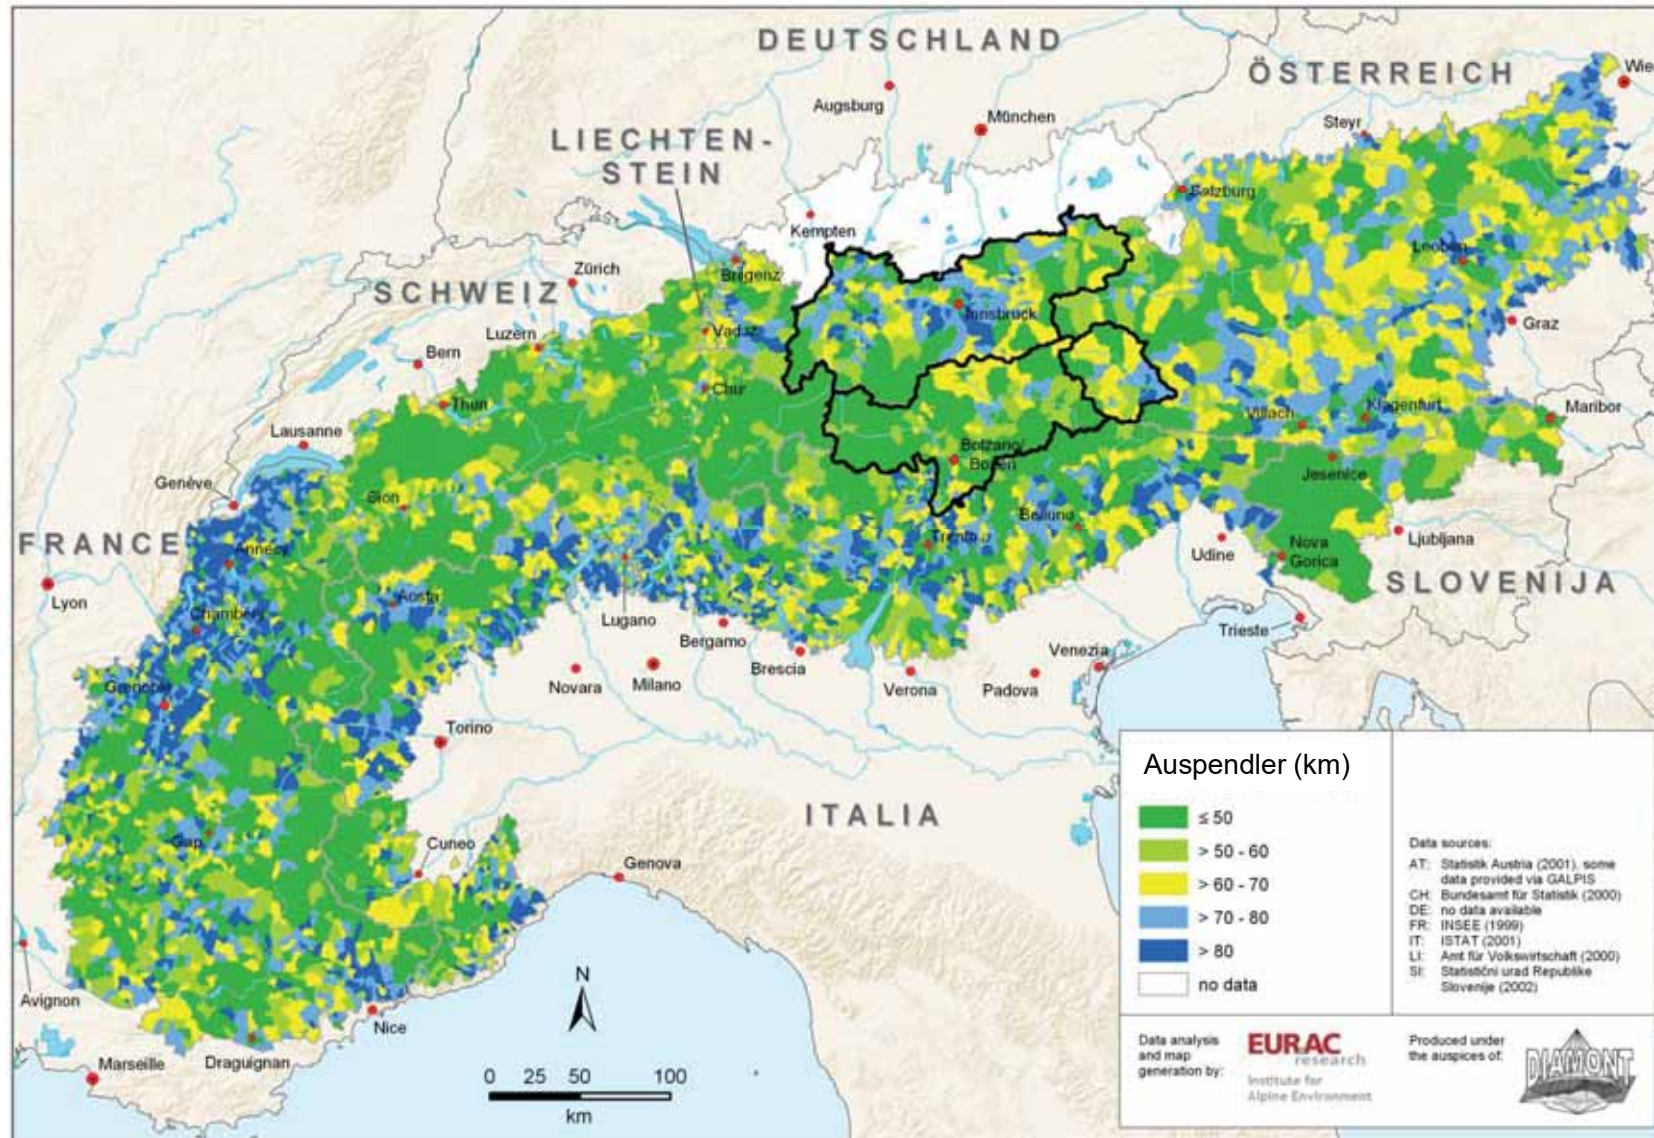 DEUTSCHLAND
ÖSTERREICH
Wie
Augsburg
München
Steyr
LIECHTEN-
STEIN
Salzburg
Kempten
Leoben
Bregenz
Zürich
SCHWEIZ
Innsbruck
Vaduz
Luzern
Graz
Bern
Chur
Thun
Villach
Klagenfurt
Maribor
Lausanne
Bolzano/
Bozen
Jesenice
Genève
Sion
Belluno
FRANCE
Annecy
Trento
Udine
Nova
Gorica
Ljubljana
SLOVENIJA
Lyon
Aosta
Chambéry
Lugano
Bergamo
Trieste
Brescia
Venezia
Novara
Milano
Verona
Padova
Grenoble
Torino
Auspendler (km)
≤ 50
> 50 - 60
> 60 - 70
> 70 - 80
> 80
no data
Data sources:
AT: Statistik Austria (2001), some
data provided via GALPIS
CH: Bundesamt für Statistik (2000)
DE: no data available
FR: INSEE (1999)
IT: ISTAT (2001)
LI: Amt für Volkswirtschaft (2000)
SI: Statistični urad Republike
Slovenije (2002)
ITALIA
Gap
Cuneo
Genova
Avignon
Nice
Marseille
Draguignan
N
0 25 50 100
km
Data analysis
and map
generation by:
EURAC
research
Institute for
Alpine Environment
Produced under
the auspices of:
DIAMONT